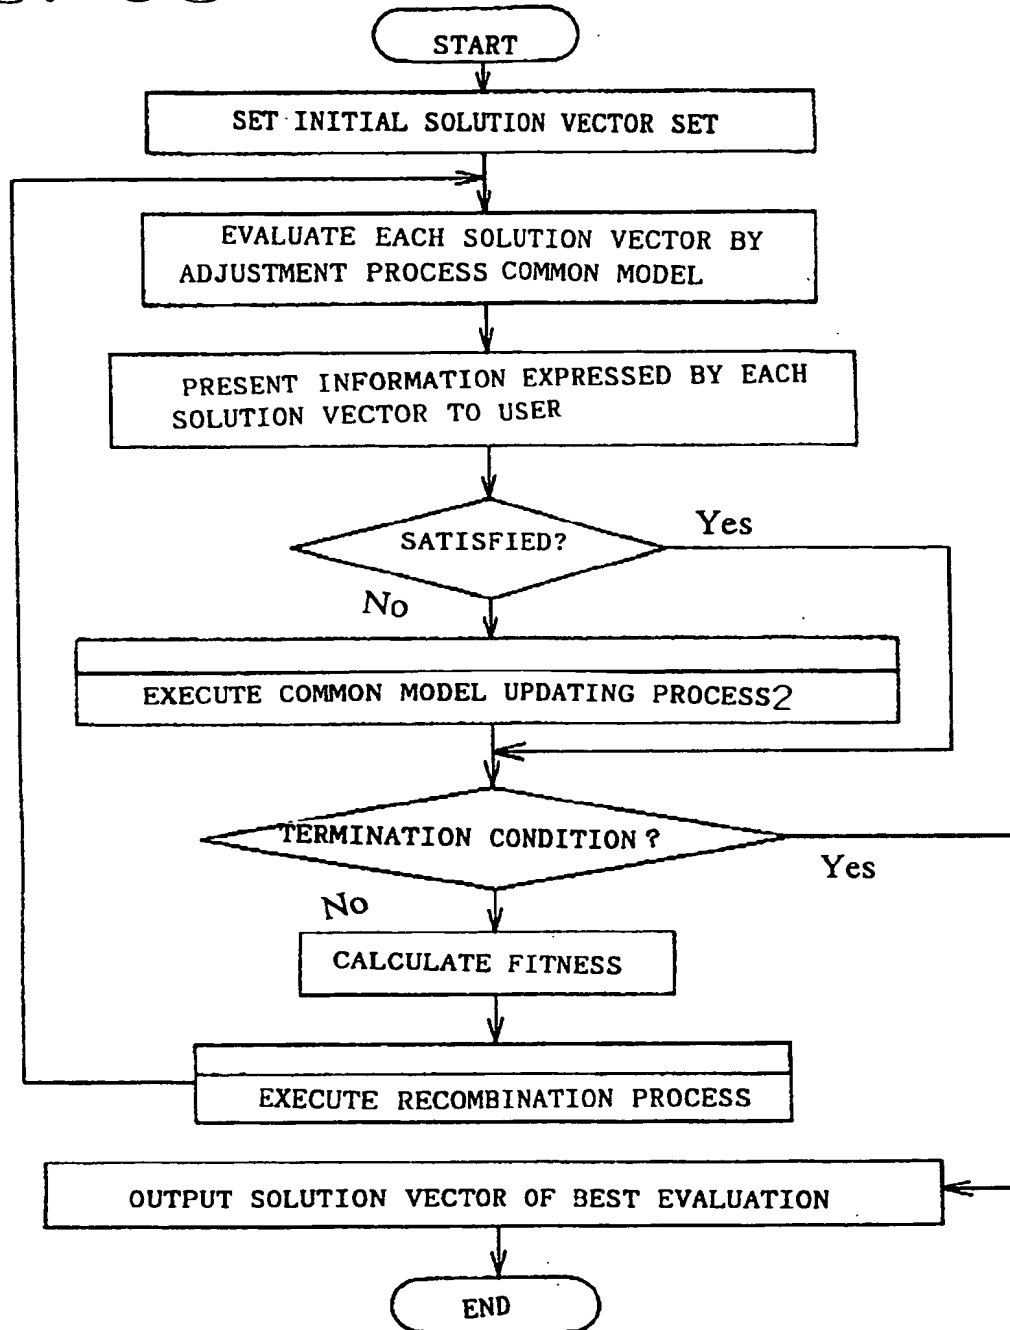 START
SET INITIAL SOLUTION VECTOR SET
EVALUATE EACH SOLUTION VECTOR BY
ADJUSTMENT PROCESS COMMON MODEL
PRESENT INFORMATION EXPRESSED BY EACH
SOLUTION VECTOR TO USER
SATISFIED?
Yes
No
EXECUTE COMMON MODEL UPDATING PROCESS2
TERMINATION CONDITION ?
Yes
No
CALCULATE FITNESS
EXECUTE RECOMBINATION PROCESS
OUTPUT SOLUTION VECTOR OF BEST EVALUATION
END